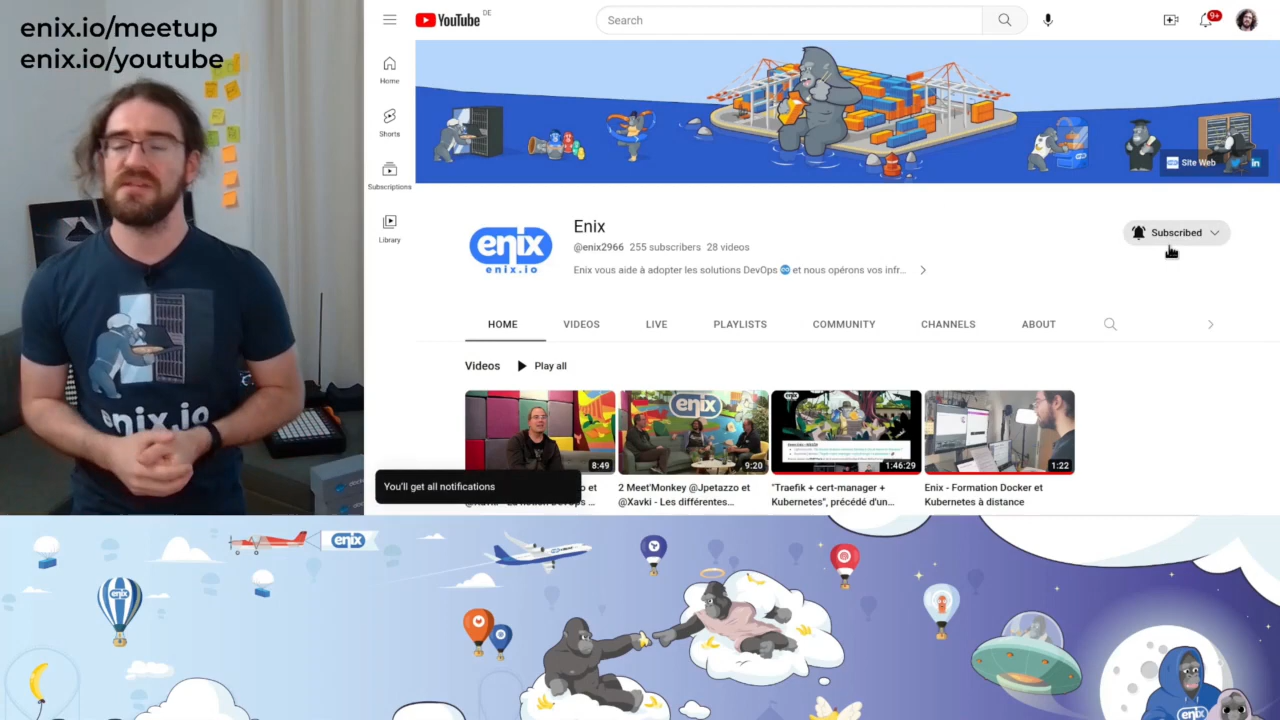 enix.io/meetup
enix.io/youtube
YouTube DE
Search
9+
Home
Shorts
Subscriptions
Library
Site Web
enix
enix.io
Enix
@enix2966 255 subscribers 28 videos
Enix vous aide à adopter les solutions DevOps et nous opérons vos infr...
Subscribed
HOME VIDEOS LIVE PLAYLISTS COMMUNITY CHANNELS ABOUT
Videos Play all
8:49
enix
9:20
1:46:29
1:22
You'll get all notifications
2 Meet'Monkey @Jpetazzo et
@Xavki - Les différentes...
"Traefik + cert-manager +
Kubernetes", précédé d'un...
Enix - Formation Docker et
Kubernetes à distance
enix.io
enix
enix